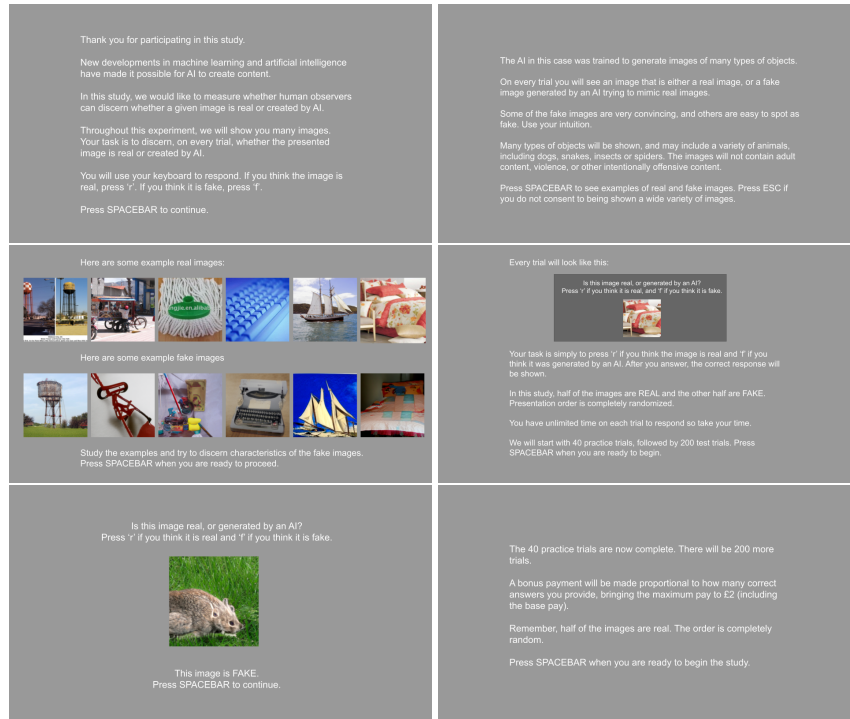 Thank you for participating in this study.
New developments in machine learning and artificial intelligence
have made it possible for AI to create content.
In this study, we would like to measure whether human observers
can discern whether a given image is real or created by AI.
Throughout this experiment, we will show you many images.
Your task is to discern, on every trial, whether the presented
image is real or created by AI.
You will use your keyboard to respond. If you think the image is
real, press ‘r’. If you think it is fake, press ‘f’.
Press SPACEBAR to continue.
The AI in this case was trained to generate images of many types of objects.
On every trial you will see an image that is either a real image, or a fake
image generated by an AI trying to mimic real images.
Some of the fake images are very convincing, and others are easy to spot as
fake. Use your intuition.
Many types of objects will be shown, and may include a variety of animals,
including dogs, snakes, insects or spiders. The images will not contain adult
content, violence, or other intentionally offensive content.
Press SPACEBAR to see examples of real and fake images. Press ESC if
you do not consent to being shown a wide variety of images.
Here are some example real images:
Here are some example fake images
Study the examples and try to discern characteristics of the fake images.
Press SPACEBAR when you are ready to proceed.
Every trial will look like this:
Is this image real, or generated by an AI?
Press ‘r’ if you think it is real, and ‘f’ if you think it is fake.
Your task is simply to press ‘r’ if you think the image is real and ‘f’ if you
think it was generated by an AI. After you answer, the correct response will
be shown.
In this study, half of the images are REAL and the other half are FAKE.
Presentation order is completely randomized.
You have unlimited time on each trial to respond so take your time.
We will start with 40 practice trials, followed by 200 test trials. Press
SPACEBAR when you are ready to begin.
Is this image real, or generated by an AI?
Press ‘r’ if you think it is real and ‘f’ if you think it is fake.
This image is FAKE.
Press SPACEBAR to continue.
The 40 practice trials are now complete. There will be 200 more
trials.
A bonus payment will be made proportional to how many correct
answers you provide, bringing the maximum pay to £2 (including
the base pay).
Remember, half of the images are real. The order is completely
random.
Press SPACEBAR when you are ready to begin the study.